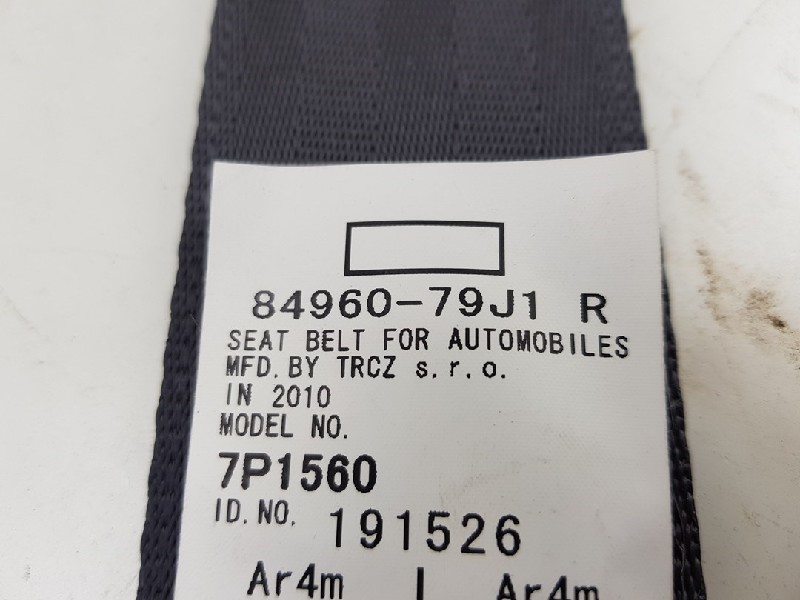 84960-79J1 R
SEAT BELT FOR AUTOMOBILES
MFD. BY TRCZ s.r.o.
IN 2010
MODEL NO.
7P1560
ID. NO. 191526
Ar4m | Ar4m